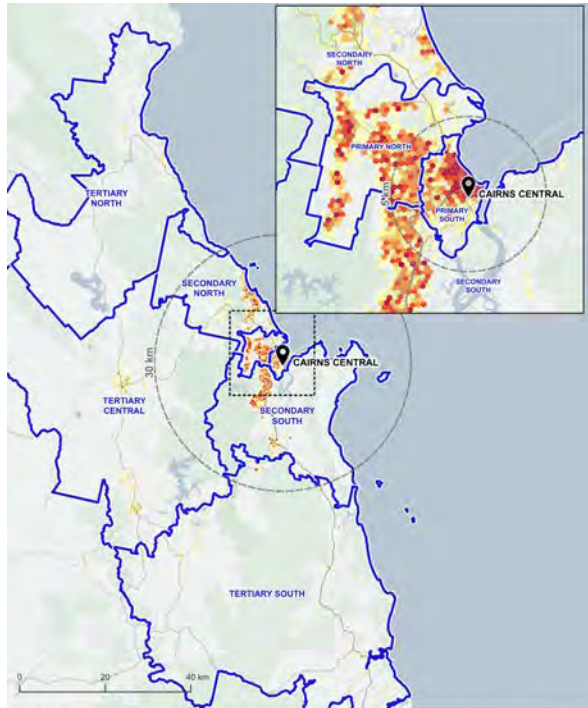 SECONDARY
NORTH
PRIMARY NORTH
5 km
CAIRNS CENTRAL
PRIMARY
SOUTH
SECONDARY
SOUTH
TERTIARY
NORTH
SECONDARY
NORTH
30 km
CAIRNS CENTRAL
TERTIARY
CENTRAL
SECONDARY
SOUTH
TERTIARY SOUTH
0
20
40 km